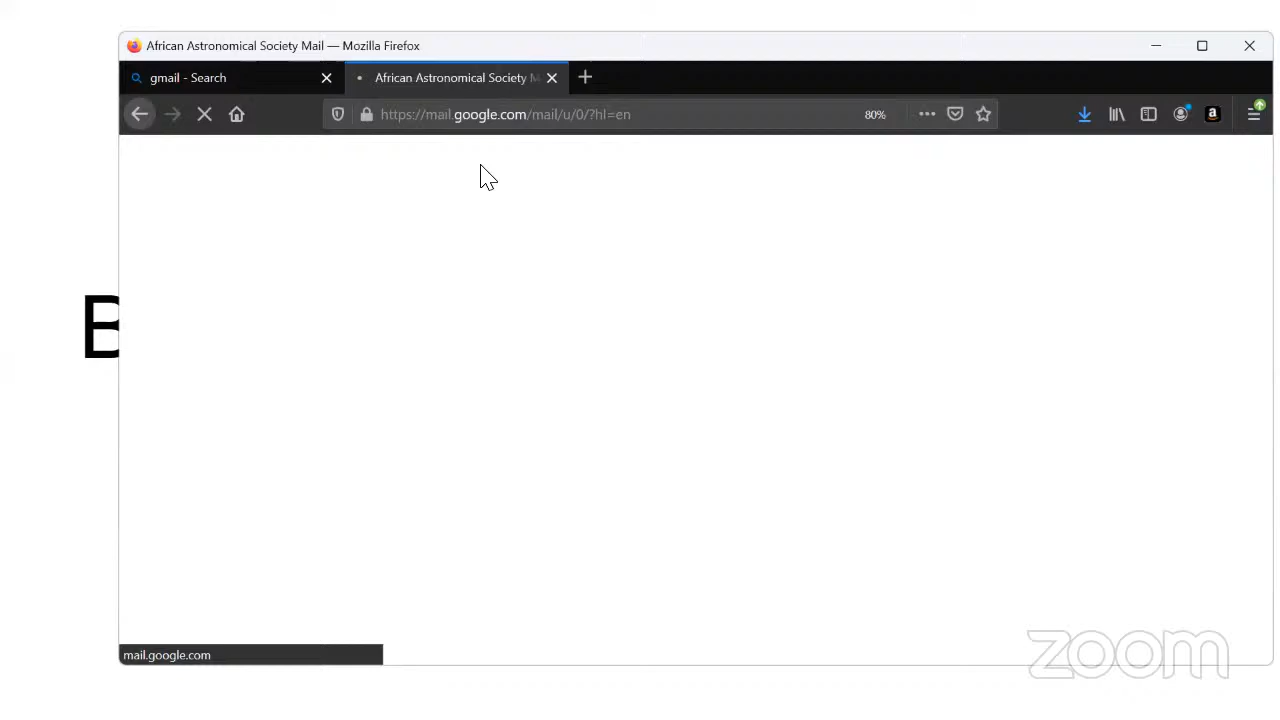 African Astronomical Society Mail — Mozilla Firefox
gmail - Search
African Astronomical Society M
https://mail.google.com/mail/u/0/?hl=en
80%
a
B
mail.google.com
zoom